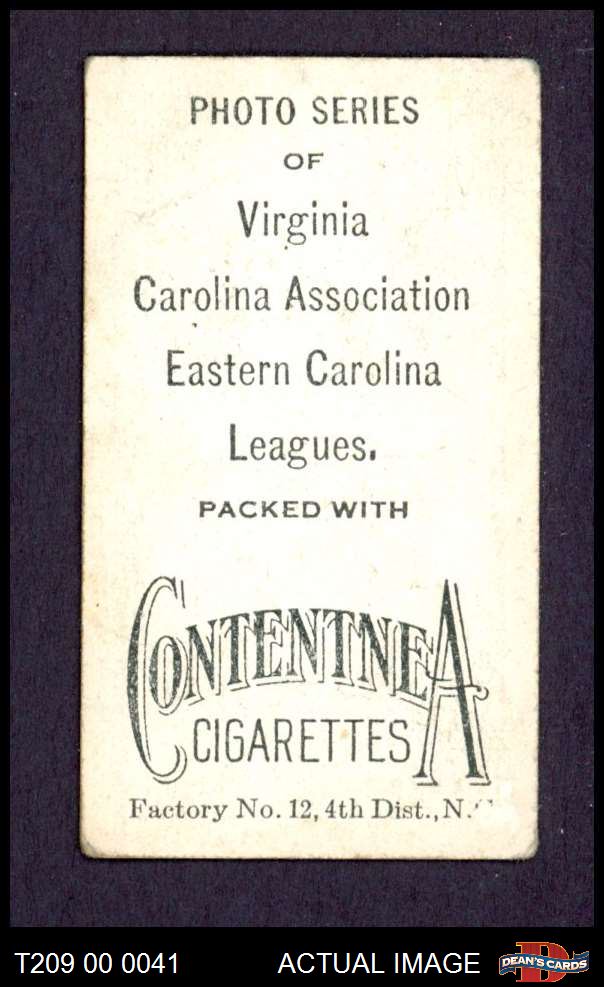 PHOTO SERIES
OF
Virginia
Carolina Association
Eastern Carolina
Leagues.
PACKED WITH
CONTENTNEA
CIGARETTES
Factory No. 12, 4th Dist., N.
T209 00 0041 ACTUAL IMAGE DEAN'S CARDS